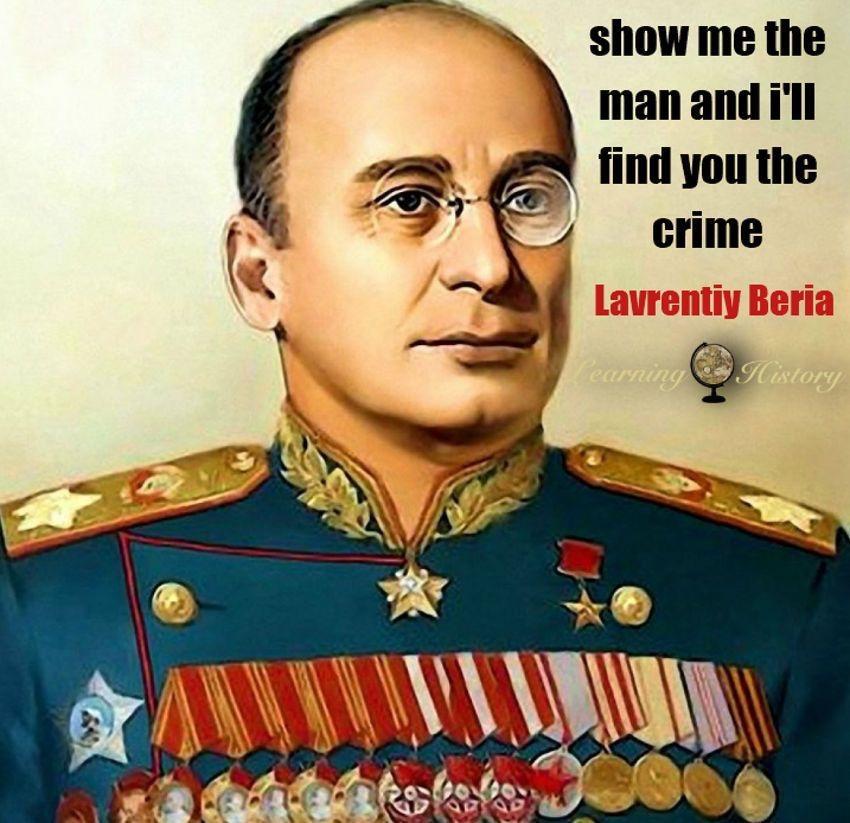 show me the
man and i'll
find you the
crime
Lavrentiy Beria
Learning History